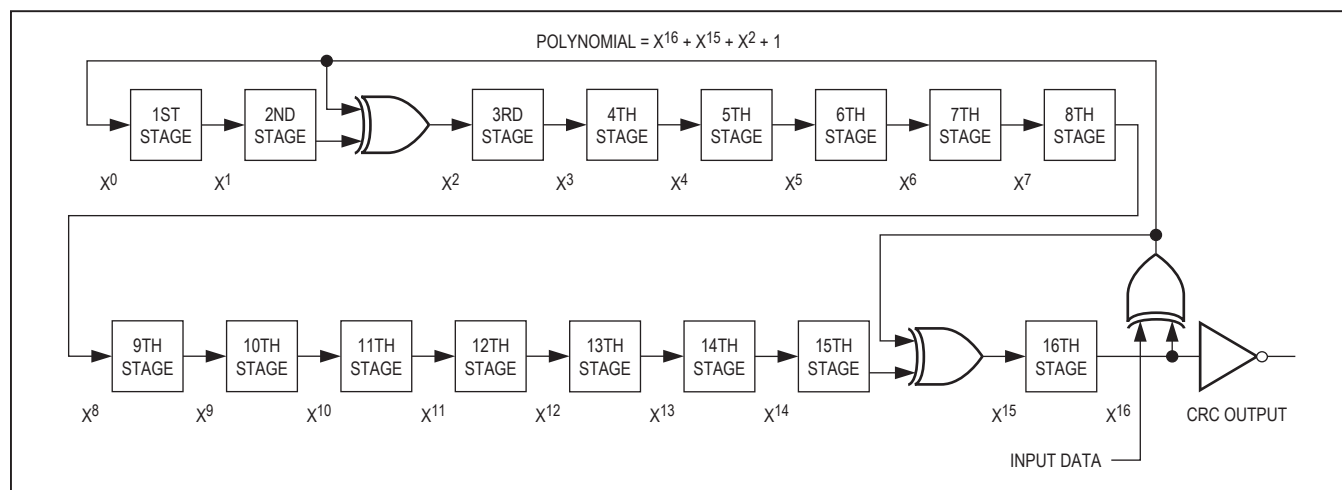 POLYNOMIAL = X¹⁶ + X¹⁵ + X² + 1
1ST STAGE
2ND STAGE
3RD STAGE
4TH STAGE
5TH STAGE
6TH STAGE
7TH STAGE
8TH STAGE
X⁰ X¹ X² X³ X⁴ X⁵ X⁶ X⁷
9TH STAGE
10TH STAGE
11TH STAGE
12TH STAGE
13TH STAGE
14TH STAGE
15TH STAGE
16TH STAGE
X⁸ X⁹ X¹⁰ X¹¹ X¹² X¹³ X¹⁴ X¹⁵ X¹⁶ CRC OUTPUT
INPUT DATA